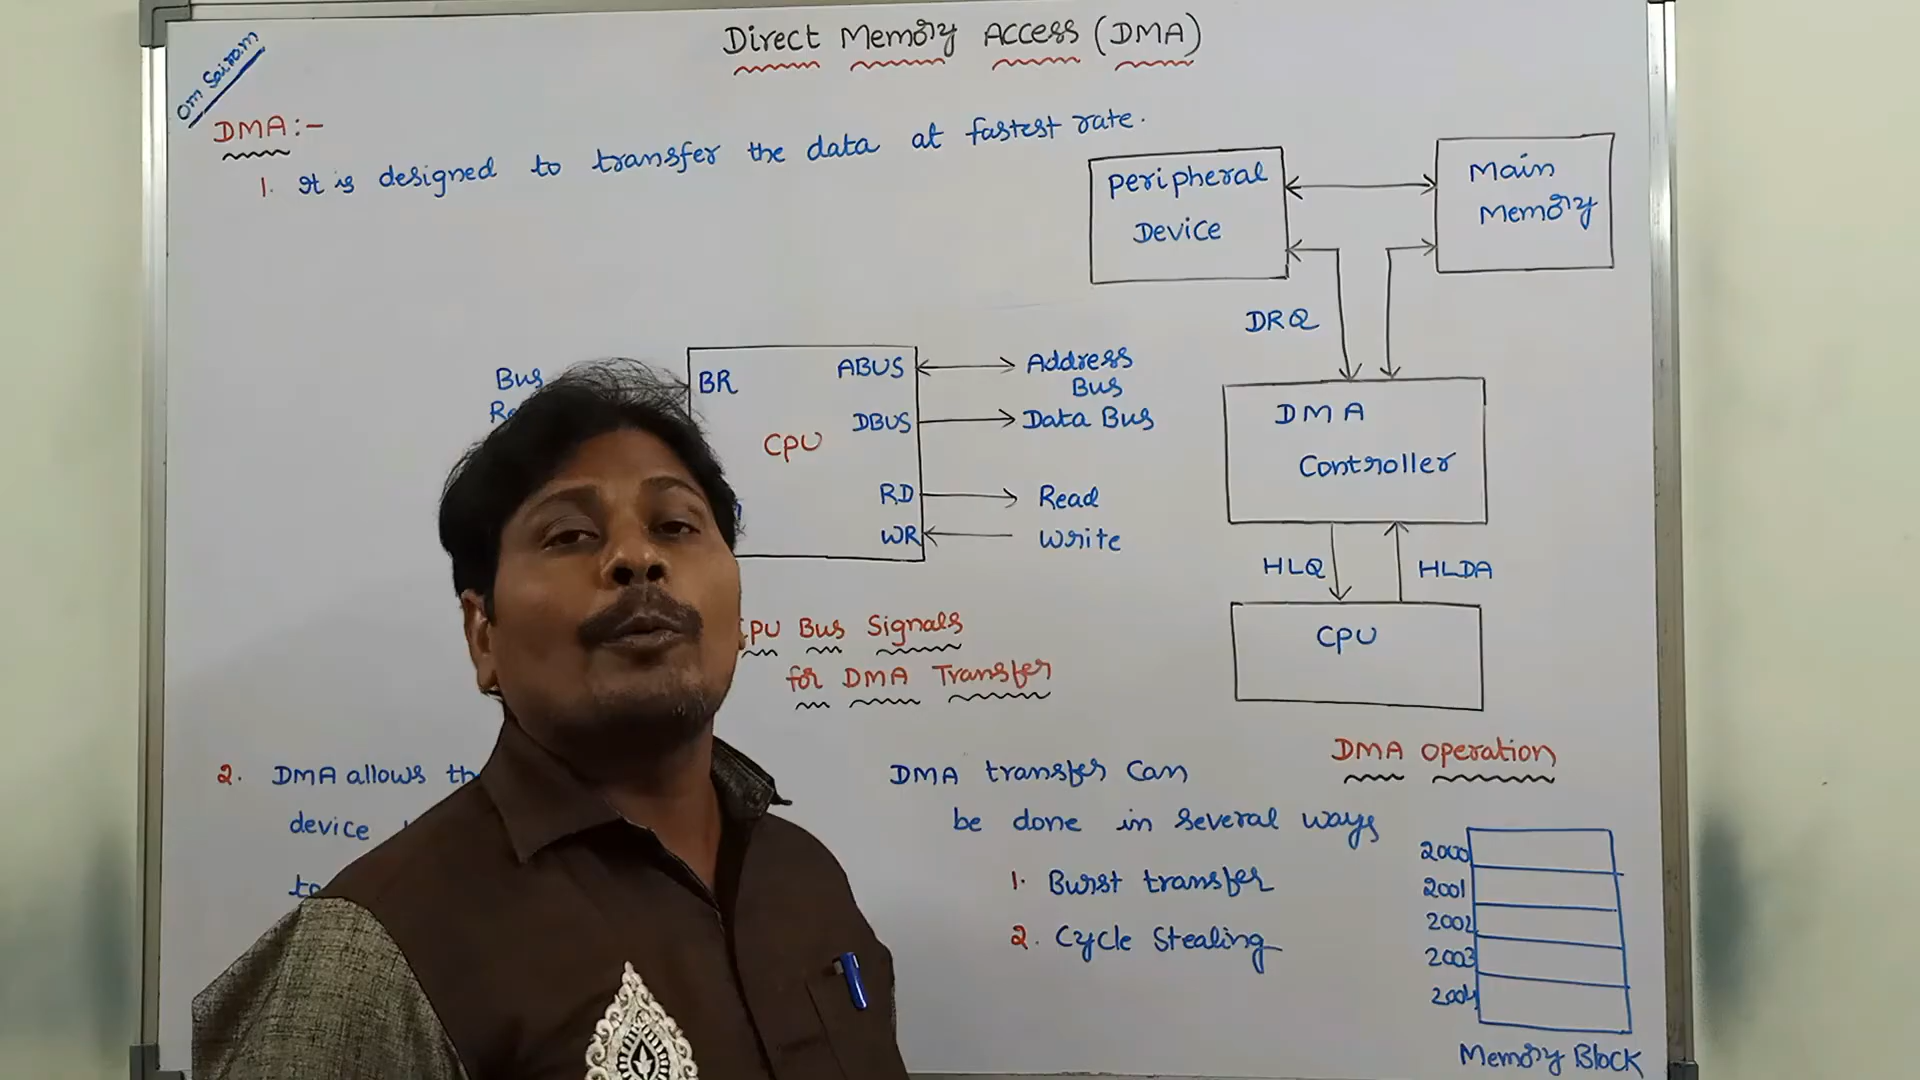 Direct Memory Access (DMA)
Om Sairam
DMA:-
1. It is designed to transfer the data at fastest rate.
Peripheral
Device
Main
Memory
DRQ
DMA
Controller
HLQ
HLDA
CPU
DMA Operation
Bus
BR
CPU
ABUS
Address
Bus
DBUS
Data Bus
RD
Read
WR
Write
CPU Bus Signals
for DMA Transfer
2. DMA allows
device
to
DMA transfer Can
be done in several ways
1. Burst transfer
2. Cycle Stealing
2000
2001
2002
2003
2004
Memory Block